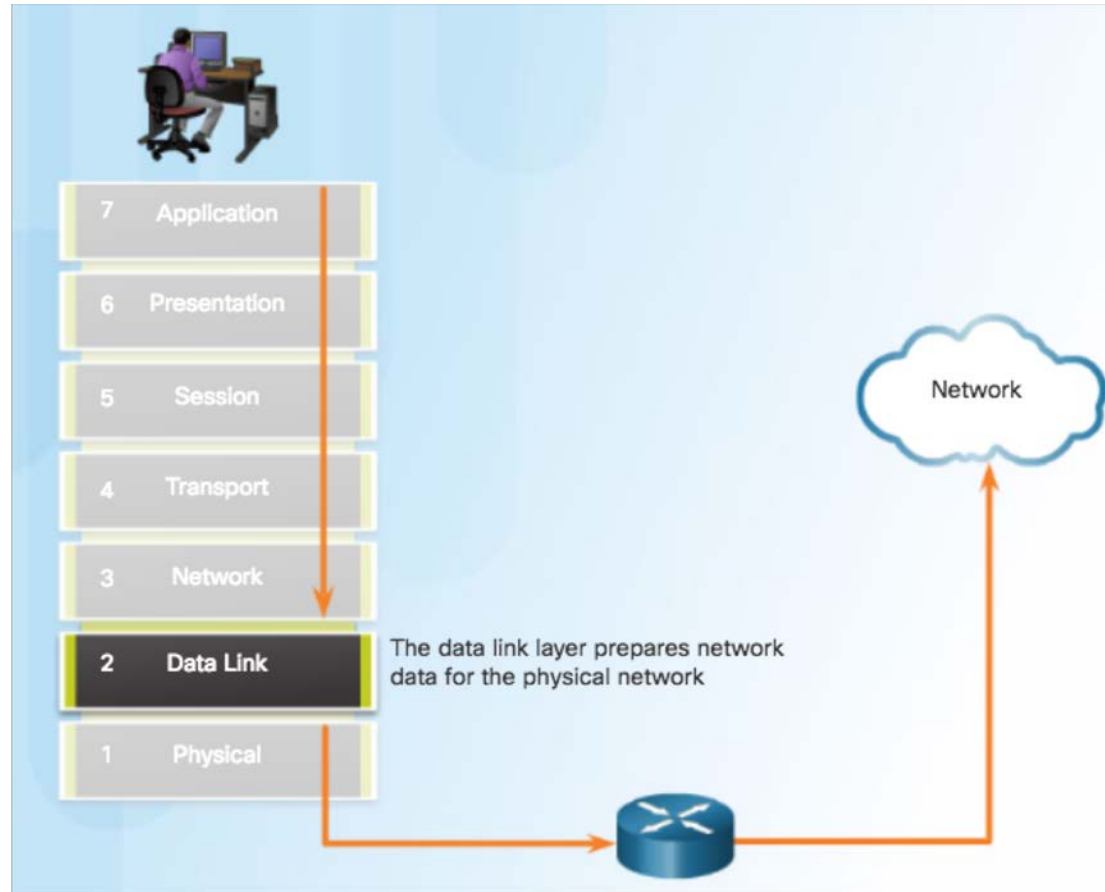 7 Application
6 Presentation
5 Session
4 Transport
3 Network
2 Data Link
The data link layer prepares network
data for the physical network
1 Physical
Network